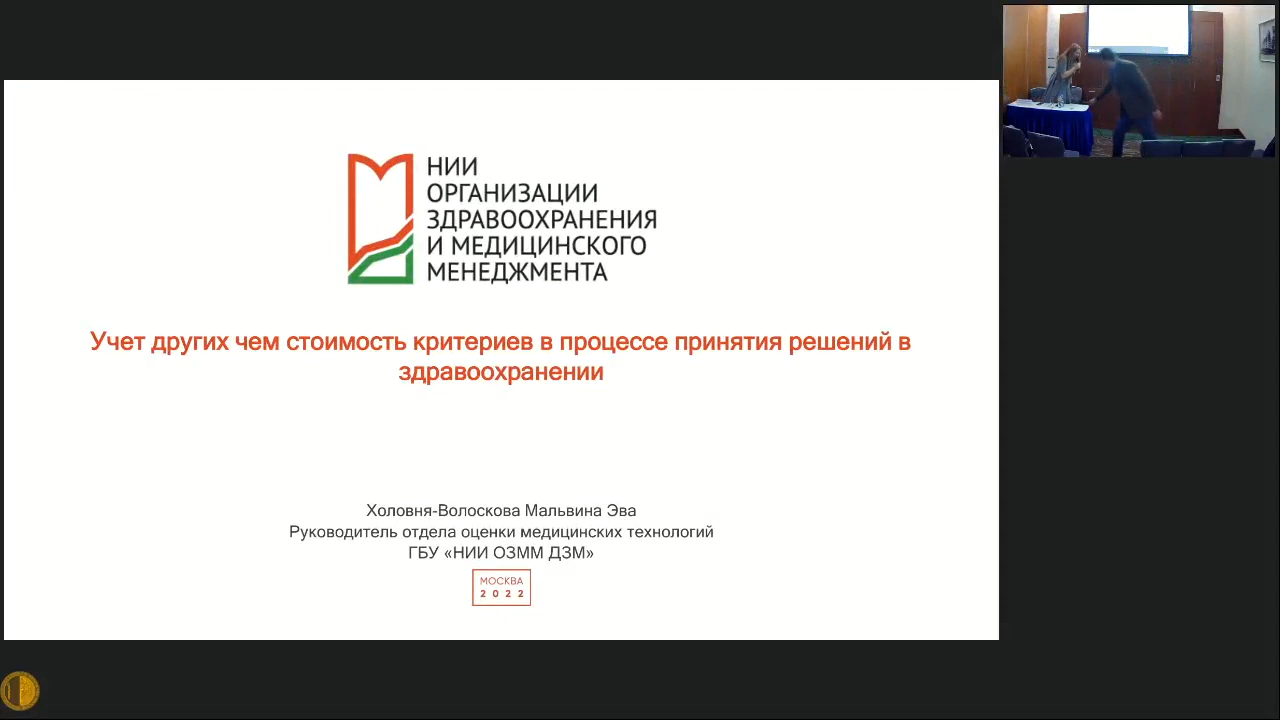 НИИ
ОРГАНИЗАЦИИ
ЗДРАВООХРАНЕНИЯ
И МЕДИЦИНСКОГО
МЕНЕДЖМЕНТА
Учет других чем стоимость критериев в процессе принятия решений в
здравоохранении
Холовня-Волоскова Мальвина Эва
Руководитель отдела оценки медицинских технологий
ГБУ «НИИ ОЗММ ДЗМ»
МОСКВА
2022